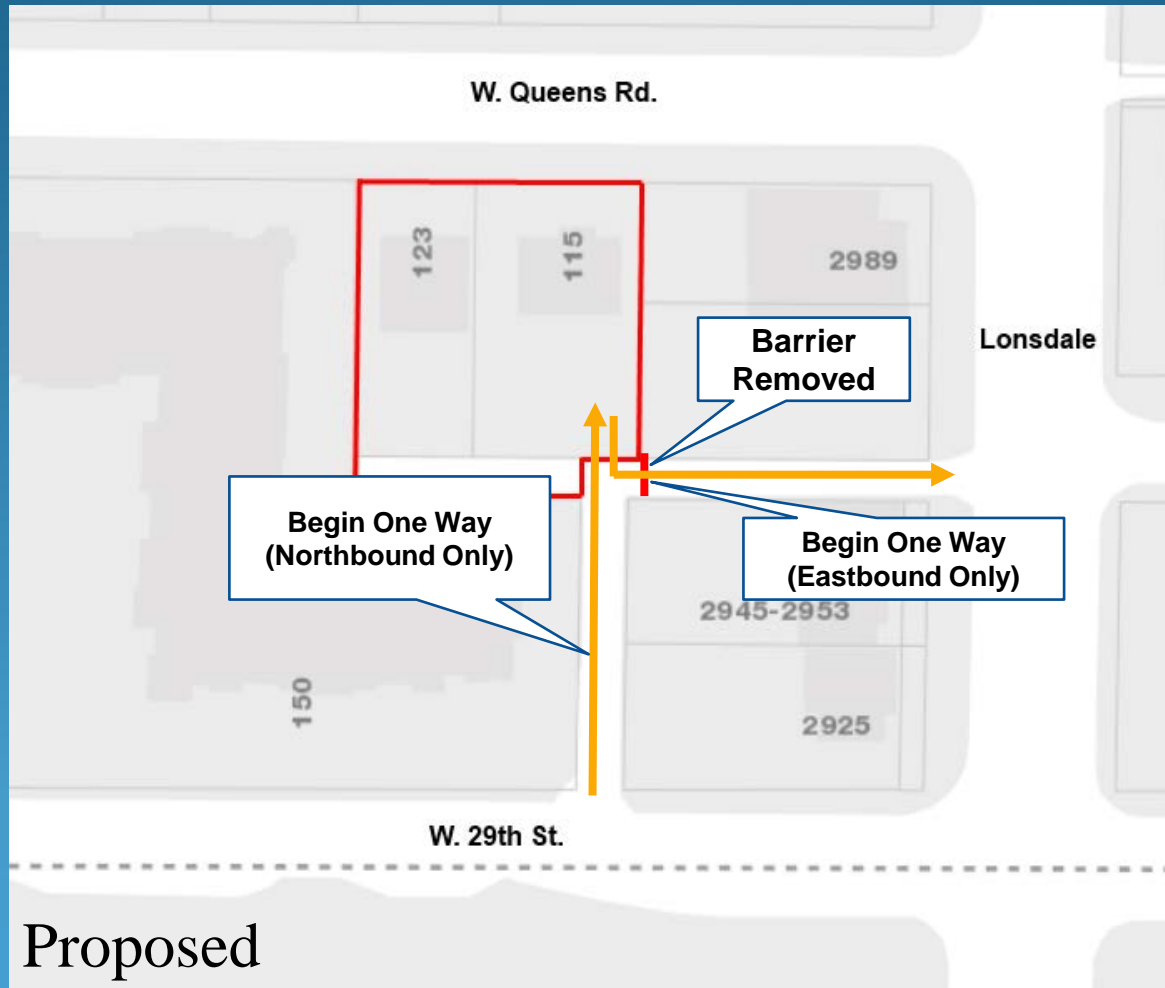 W. Queens Rd.
123
115
2989
Lonsdale
Barrier
Removed
Begin One Way
(Northbound Only)
Begin One Way
(Eastbound Only)
2945-2953
150
2925
W. 29th St.
Proposed